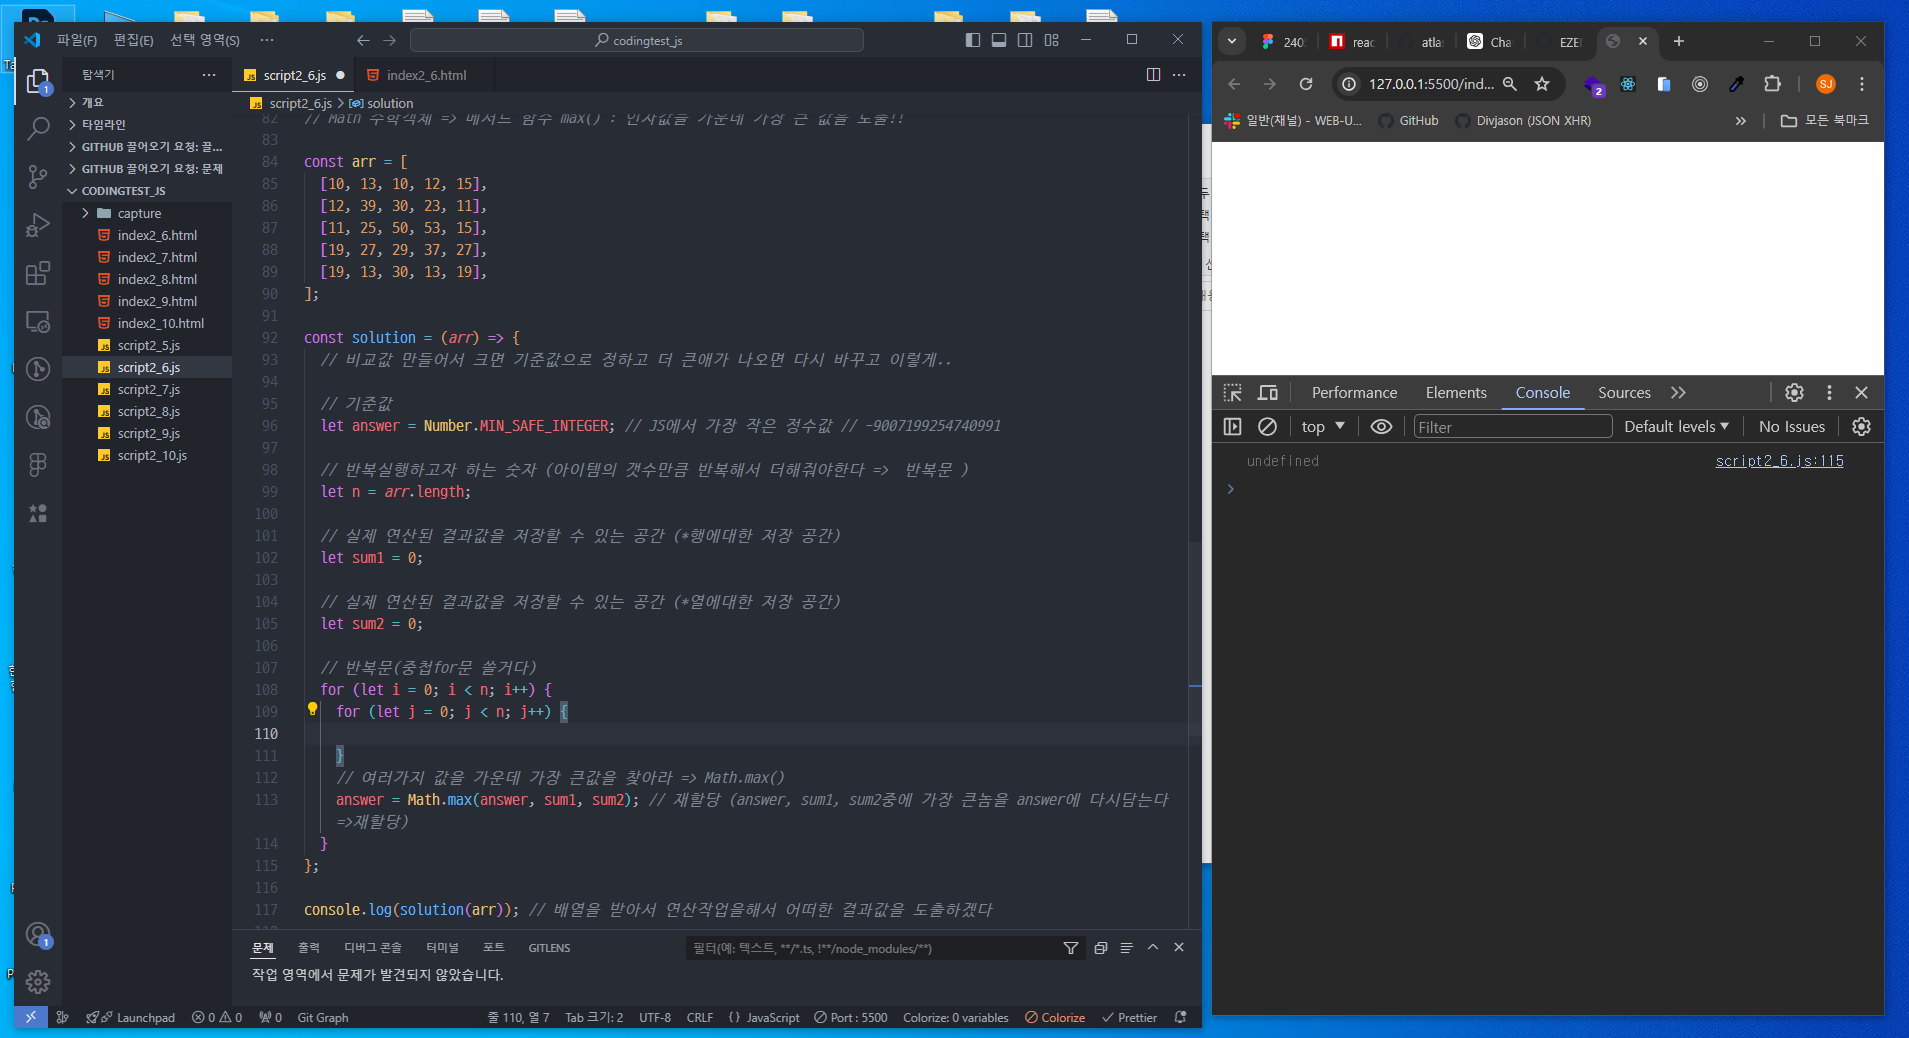 파일(F) 편집(E) 선택 영역(S) ···
codingtest_js
탐색기
개요
타임라인
GITHUB 끌어오기 요청: 끌...
GITHUB 끌어오기 요청: 문제
CODINGTEST_JS
capture
index2_6.html
index2_7.html
index2_8.html
index2_9.html
index2_10.html
script2_5.js
script2_6.js
script2_7.js
script2_8.js
script2_9.js
script2_10.js
script2_6.js
index2_6.html
script2_6.js > solution
82 // Math 수학객체 => 메서드 함수 max() : 인자값들 가운데 가장 큰 값을 도출!!
83
84 const arr = [
85 [10, 13, 10, 12, 15],
86 [12, 39, 30, 23, 11],
87 [11, 25, 50, 53, 15],
88 [19, 27, 29, 37, 27],
89 [19, 13, 30, 13, 19],
90 ];
91
92 const solution = (arr) => {
93 // 비교값 만들어서 크면 기준값으로 정하고 더 큰애가 나오면 다시 바꾸고 이렇게..
94
95 // 기준값
96 let answer = Number.MIN_SAFE_INTEGER; // JS에서 가장 작은 정수값 // -9007199254740991
97
98 // 반복실행하고자 하는 숫자 (아이템의 갯수만큼 반복해서 더해줘야한다 => 반복문 )
99 let n = arr.length;
100
101 // 실제 연산된 결과값을 저장할 수 있는 공간 (*행에대한 저장 공간)
102 let sum1 = 0;
103
104 // 실제 연산된 결과값을 저장할 수 있는 공간 (*열에대한 저장 공간)
105 let sum2 = 0;
106
107 // 반복문(중첩for문 쓸거다)
108 for (let i = 0; i < n; i++) {
109 for (let j = 0; j < n; j++) {
110
111 }
112 // 여러가지 값을 가운데 가장 큰값을 찾아라 => Math.max()
113 answer = Math.max(answer, sum1, sum2); // 재할당 (answer, sum1, sum2중에 가장 큰놈을 answer에 다시담는다
=>재할당)
114 }
115 };
116
117 console.log(solution(arr)); // 배열을 받아서 연산작업을해서 어떠한 결과값을 도출하겠다
문제 출력 디버그 콘솔 터미널 포트 GITLENS
필터(예: 텍스트, **/*.ts, !**/node_modules/**)
작업 영역에서 문제가 발견되지 않았습니다.
Launchpad 0 0 0 Git Graph 줄 110, 열 7 Tab 크기: 2 UTF-8 CRLF {} JavaScript Port : 5500 Colorize: 0 variables Colorize Prettier
240 reac atla Cha EZEI
127.0.0.1:5500/ind...
2
SJ
일반(채널) - WEB-U... GitHub Divjason (JSON XHR) » 모든 북마크
Performance Elements Console Sources
top Filter Default levels No Issues
undefined script2_6.js:115